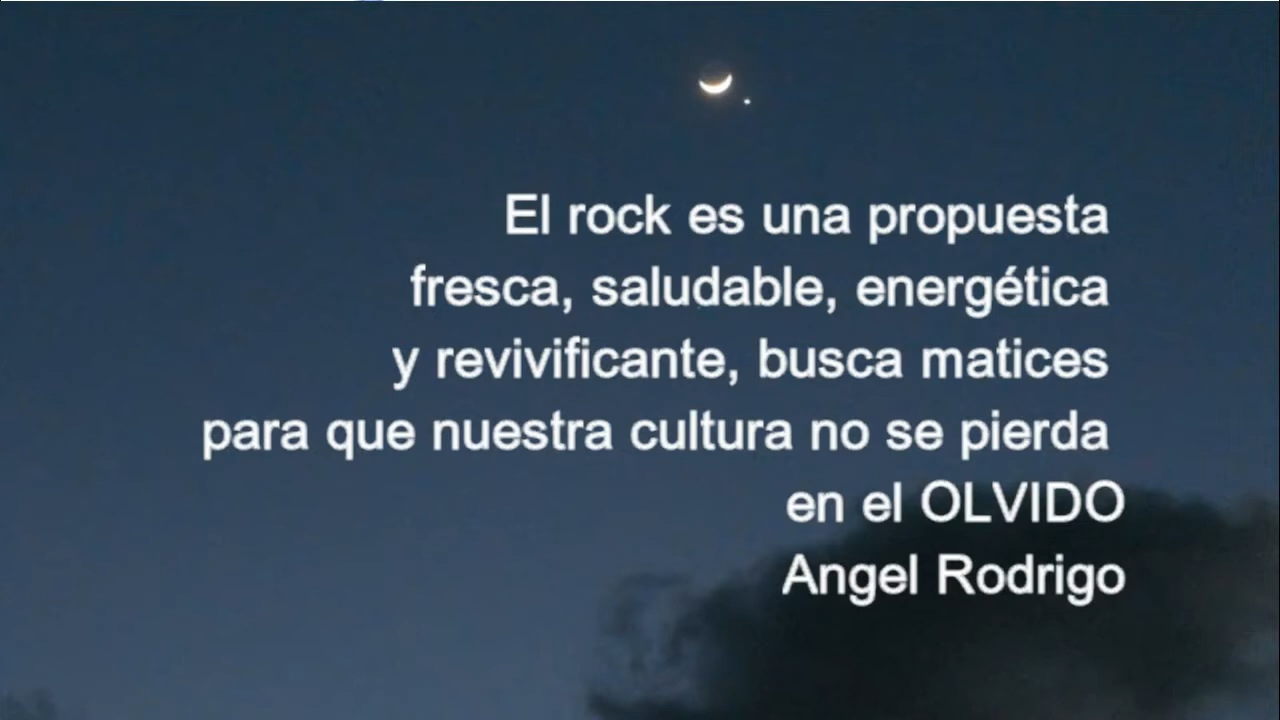 El rock es una propuesta
fresca, saludable, energética
y revivificante, busca matices
para que nuestra cultura no se pierda
en el OLVIDO
Angel Rodrigo